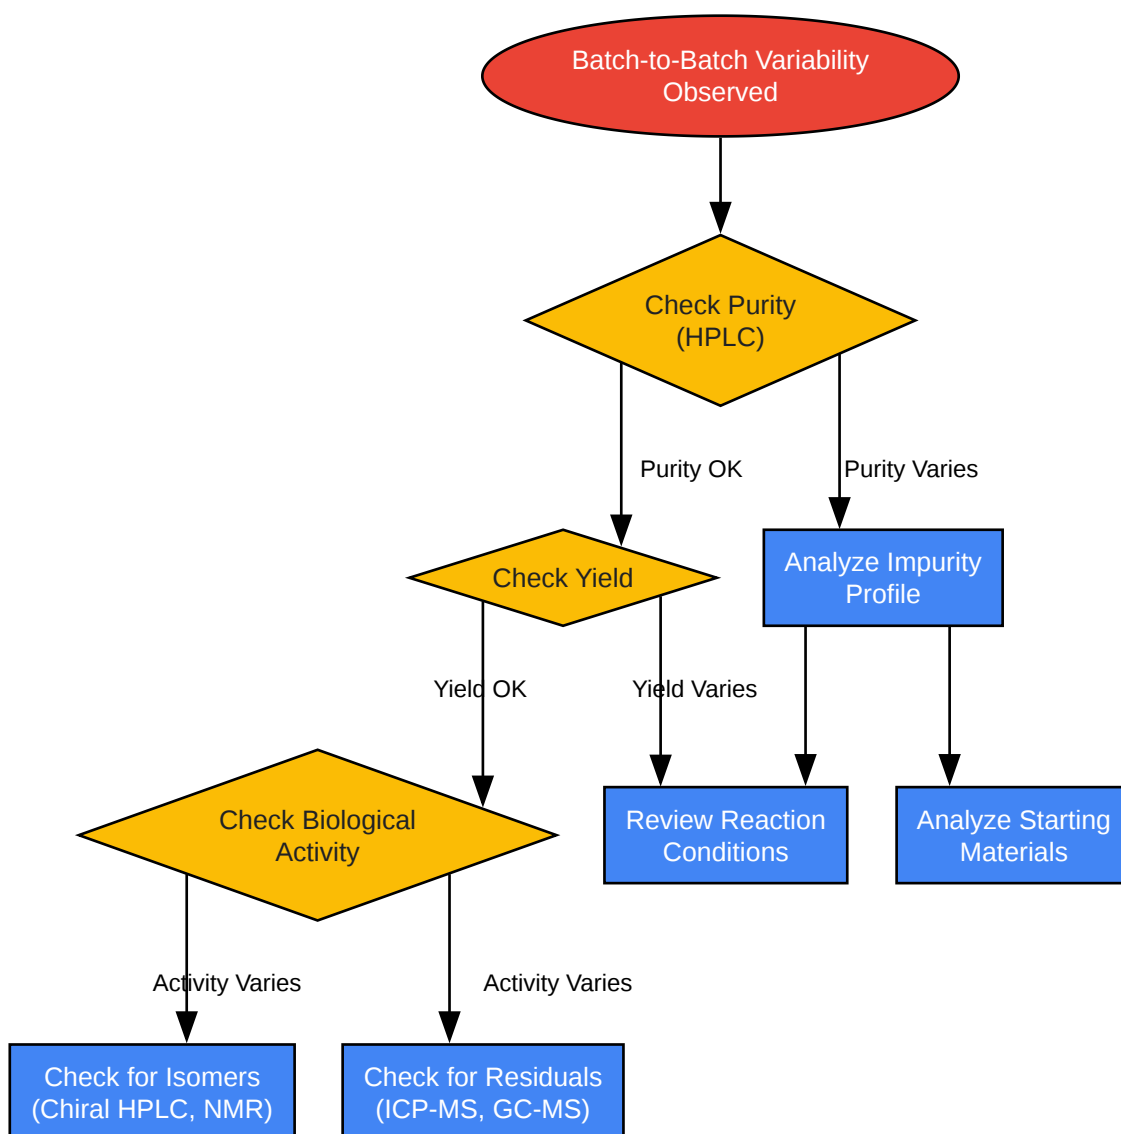 Batch-to-Batch Variability
Observed
Check Purity
(HPLC)
Purity OK
Purity Varies
Check Yield
Analyze Impurity
Profile
Yield OK
Yield Varies
Check Biological
Activity
Review Reaction
Conditions
Analyze Starting
Materials
Activity Varies
Activity Varies
Check for Isomers
(Chiral HPLC, NMR)
Check for Residuals
(ICP-MS, GC-MS)